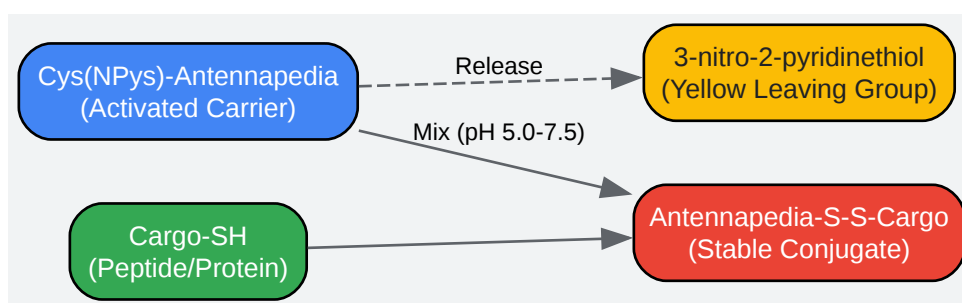 Cys(NPys)-Antennapedia
(Activated Carrier)
Release
3-nitro-2-pyridinethiol
(Yellow Leaving Group)
Mix (pH 5.0-7.5)
Cargo-SH
(Peptide/Protein)
Antennapedia-S-S-Cargo
(Stable Conjugate)